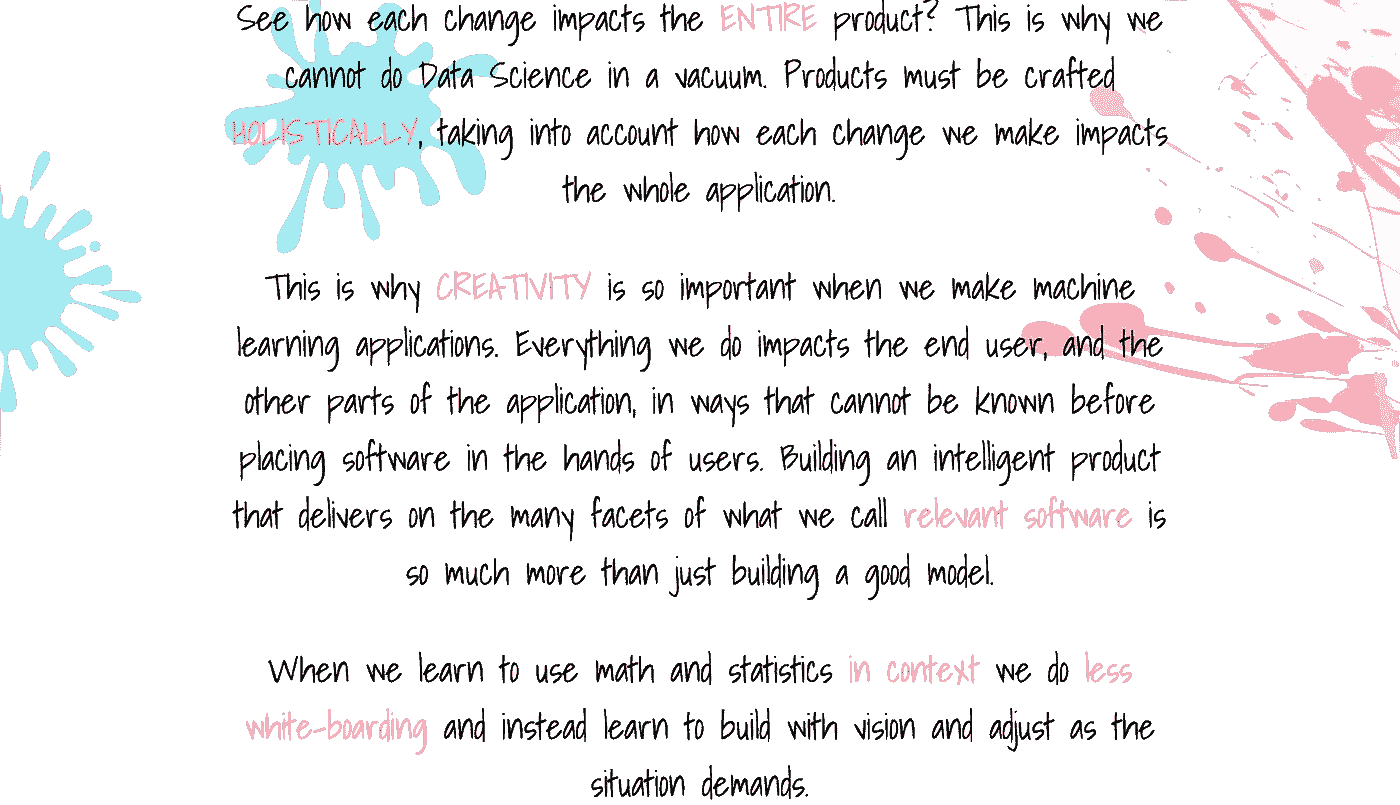 See how each change impacts the ENTIRE product? This is why we
cannot do Data Science in a vacuum. Products must be crafted
HOLISTICALLY, taking into account how each change we make impacts
the whole application.
This is why CREATIVITY is so important when we make machine
learning applications. Everything we do impacts the end user, and the
other parts of the application, in ways that cannot be known before
placing software in the hands of users. Building an intelligent product
that delivers on the many facets of what we call relevant software is
so much more than just building a good model.
When we learn to use math and statistics in context we do less
white-boarding and instead learn to build with vision and adjust as the
situation demands.